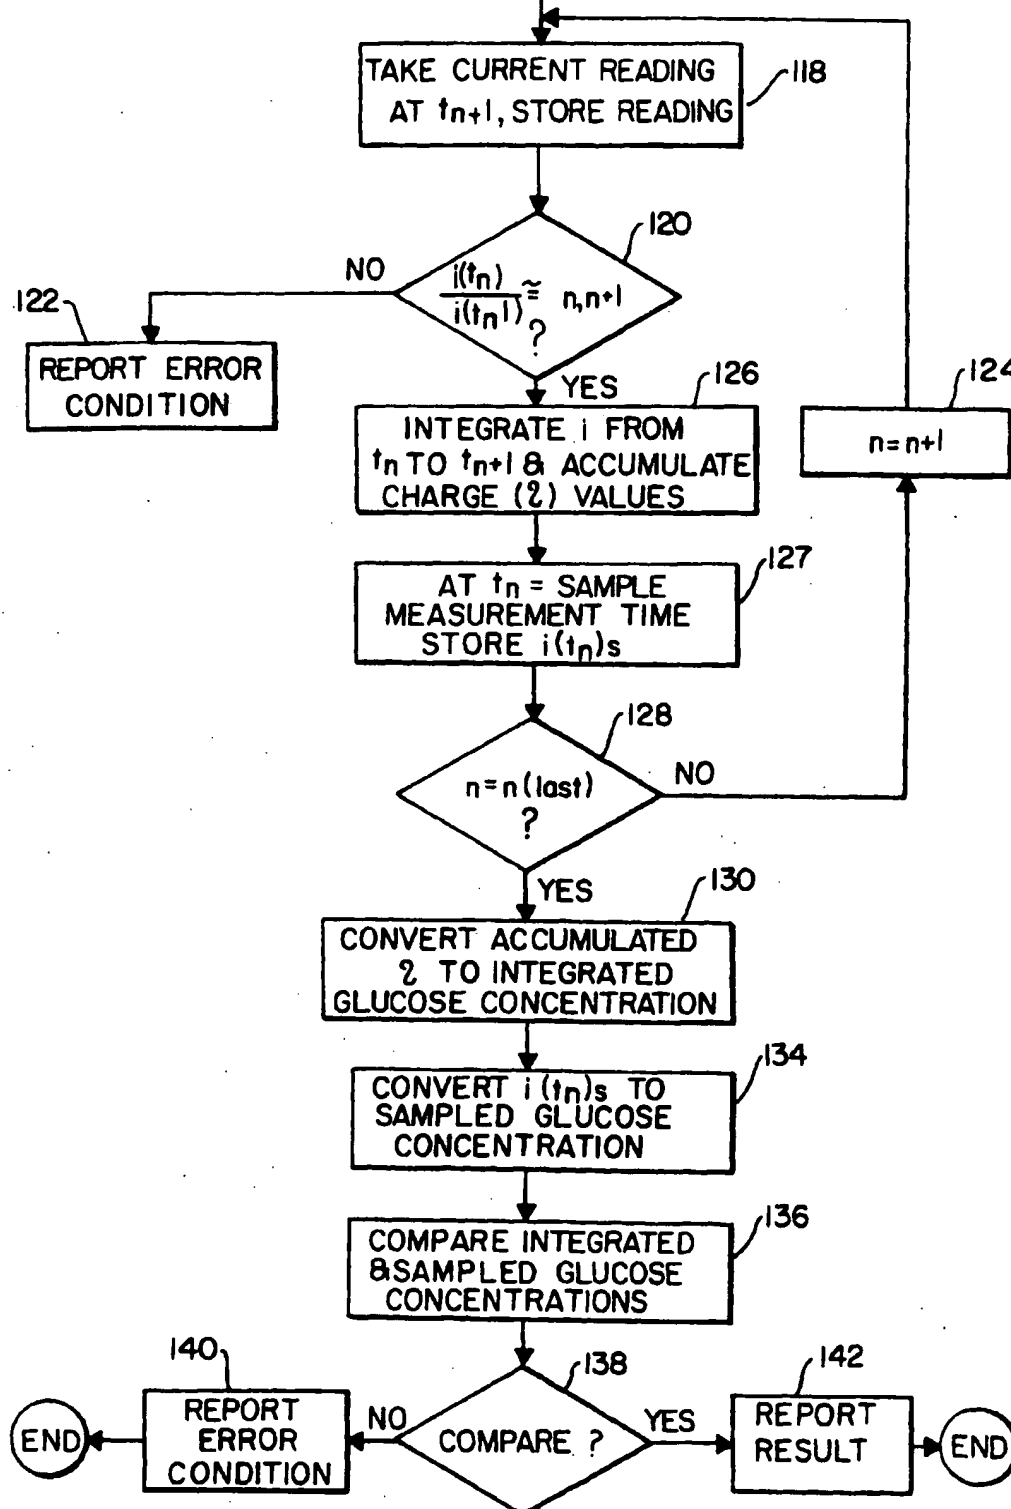 TAKE CURRENT READING
AT tn+1, STORE READING
118
120
i(tn)
i(tn1)
≅ n,n+1
?
NO
122
REPORT ERROR
CONDITION
YES
126
INTEGRATE i FROM
tn TO tn+1 & ACCUMULATE
CHARGE (q) VALUES
124
n=n+1
127
AT tn = SAMPLE
MEASUREMENT TIME
STORE i(tn)s
128
n=n(last)
?
NO
YES
130
CONVERT ACCUMULATED
q TO INTEGRATED
GLUCOSE CONCENTRATION
134
CONVERT i(tn)s TO
SAMPLED GLUCOSE
CONCENTRATION
136
COMPARE INTEGRATED
& SAMPLED GLUCOSE
CONCENTRATIONS
138
COMPARE ?
NO
140
REPORT
ERROR
CONDITION
END
YES
142
REPORT
RESULT
END